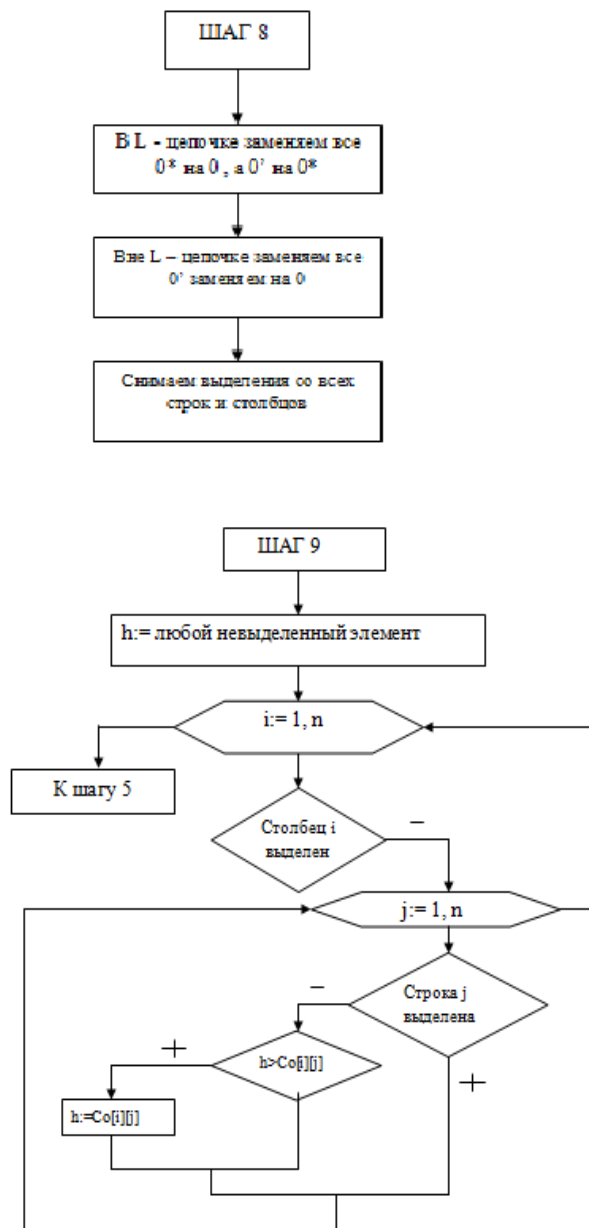 ШАГ 8
В L - цепочке заменяем все
0* на 0 , а 0’ на 0*
Вне L – цепочке заменяем все
0’ заменяем на 0
Снимаем выделения со всех
строк и столбцов
ШАГ 9
h:= любой невыделенный элемент
i:= 1, n
К шагу 5
Столбец i
выделен
–
j:= 1, n
–
Строка j
выделена
+
h>Co[i][j]
+
h:=Co[i][j]